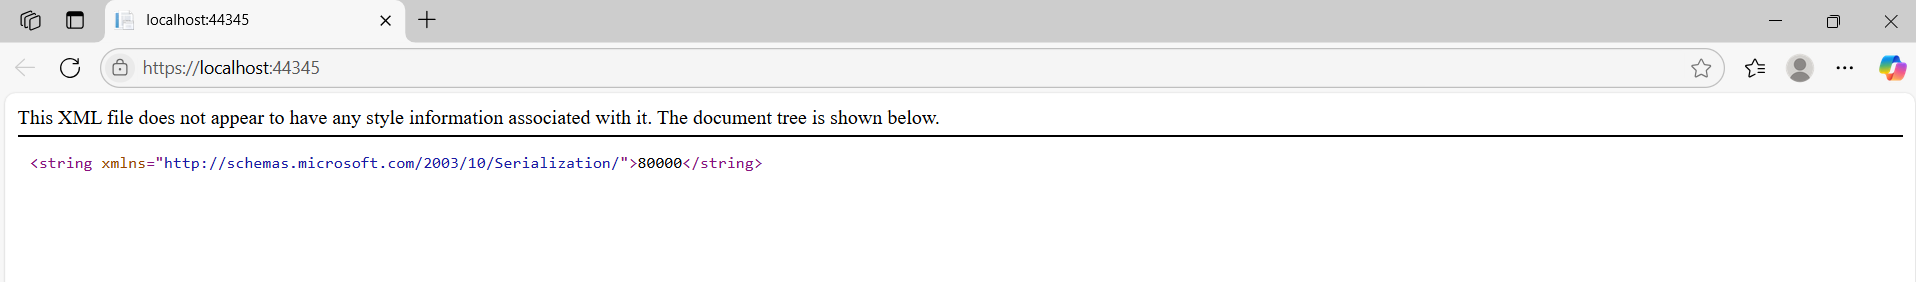 localhost:44345
https://localhost:44345
This XML file does not appear to have any style information associated with it. The document tree is shown below.
<string xmlns="http://schemas.microsoft.com/2003/10/Serialization/">80000</string>